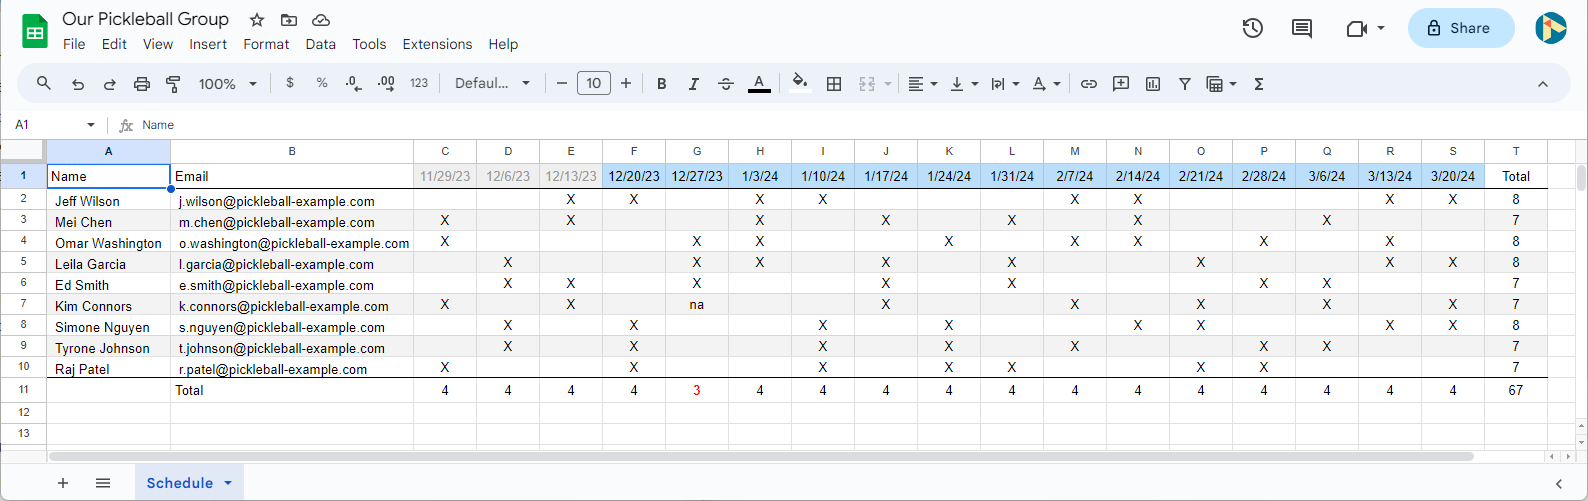 Our Pickleball Group
File Edit View Insert Format Data Tools Extensions Help
Share
100% $ % .0 .00 123 Defaul... 10 B I A A Σ
A1 fx Name
A B C D E F G H I J K L M N O P Q R S T
1 Name Email 11/29/23 12/6/23 12/13/23 12/20/23 12/27/23 1/3/24 1/10/24 1/17/24 1/24/24 1/31/24 2/7/24 2/14/24 2/21/24 2/28/24 3/6/24 3/13/24 3/20/24 Total
2 Jeff Wilson j.wilson@pickleball-example.com X X X X X X X X 8
3 Mei Chen m.chen@pickleball-example.com X X X X X X X 7
4 Omar Washington o.washington@pickleball-example.com X X X X X X X X 8
5 Leila Garcia l.garcia@pickleball-example.com X X X X X X X X 8
6 Ed Smith e.smith@pickleball-example.com X X X X X X X 7
7 Kim Connors k.connors@pickleball-example.com X X na X X X X X 7
8 Simone Nguyen s.nguyen@pickleball-example.com X X X X X X X X 8
9 Tyrone Johnson t.johnson@pickleball-example.com X X X X X X X 7
10 Raj Patel r.patel@pickleball-example.com X X X X X X X 7
11 Total 4 4 4 4 3 4 4 4 4 4 4 4 4 4 4 4 4 67
12
13
Schedule